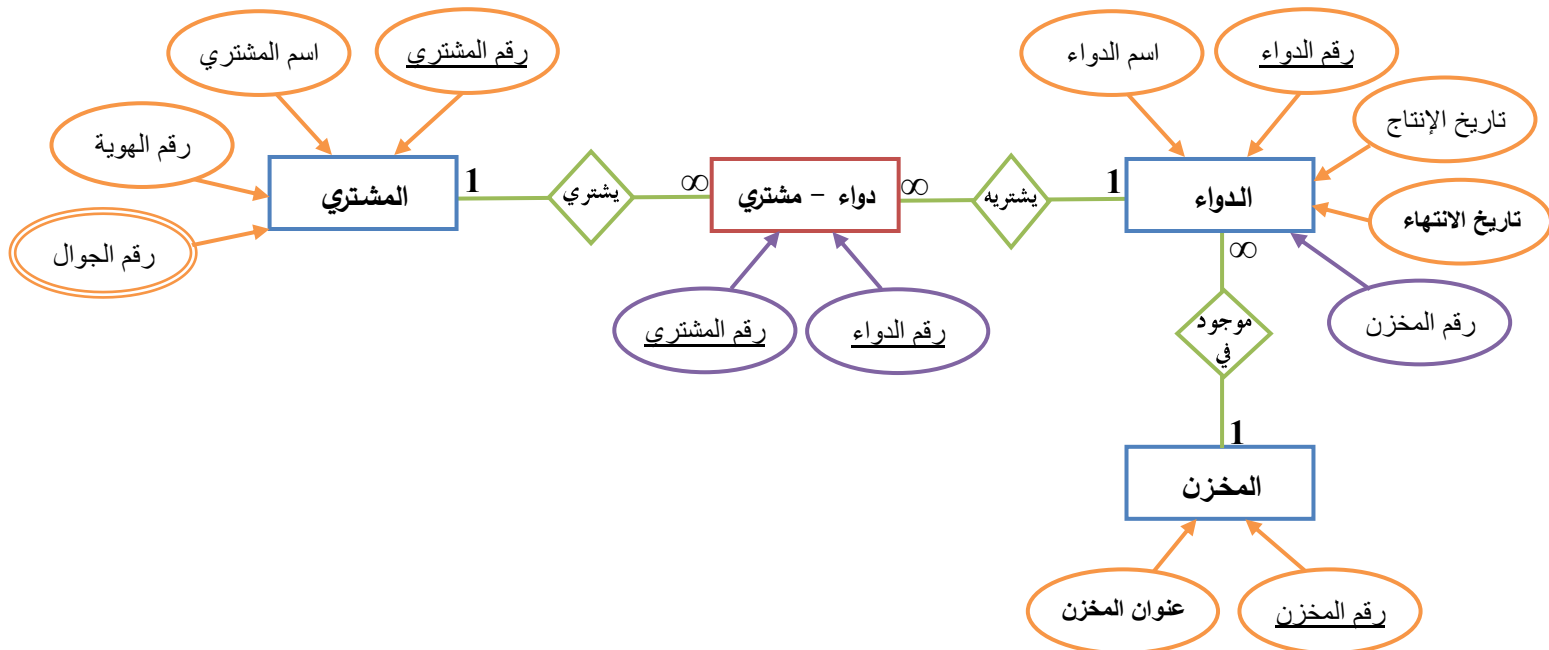 رقم الدواء
اسم الدواء
رقم المشتري
اسم المشتري
تاريخ الإنتاج
رقم الهوية
الدواء
1
يشتريه
∞
دواء - مشتري
∞
يشتري
1
المشتري
تاريخ الانتهاء
رقم الجوال
∞
رقم المخزن
رقم الدواء
رقم المشتري
موجود
في
1
المخزن
رقم المخزن
عنوان المخزن